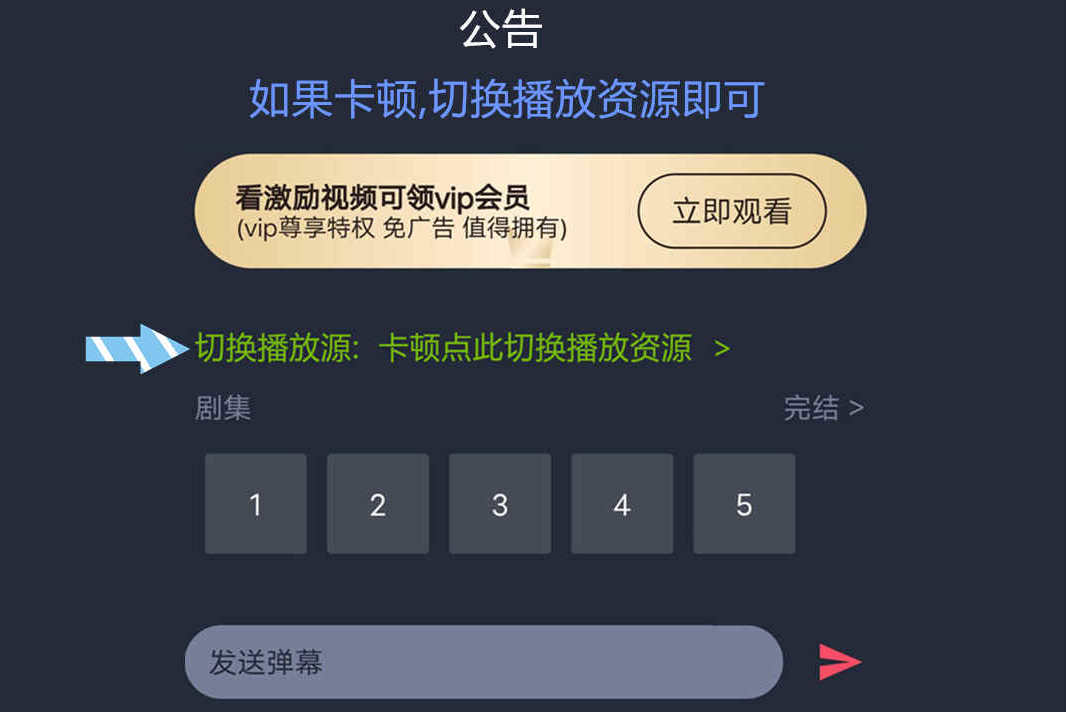 公告
如果卡顿,切换播放资源即可
看激励视频可领vip会员
(vip尊享特权 免广告 值得拥有)
立即观看
切换播放源: 卡顿点此切换播放资源 >
剧集 完结 >
1 2 3 4 5
发送弹幕